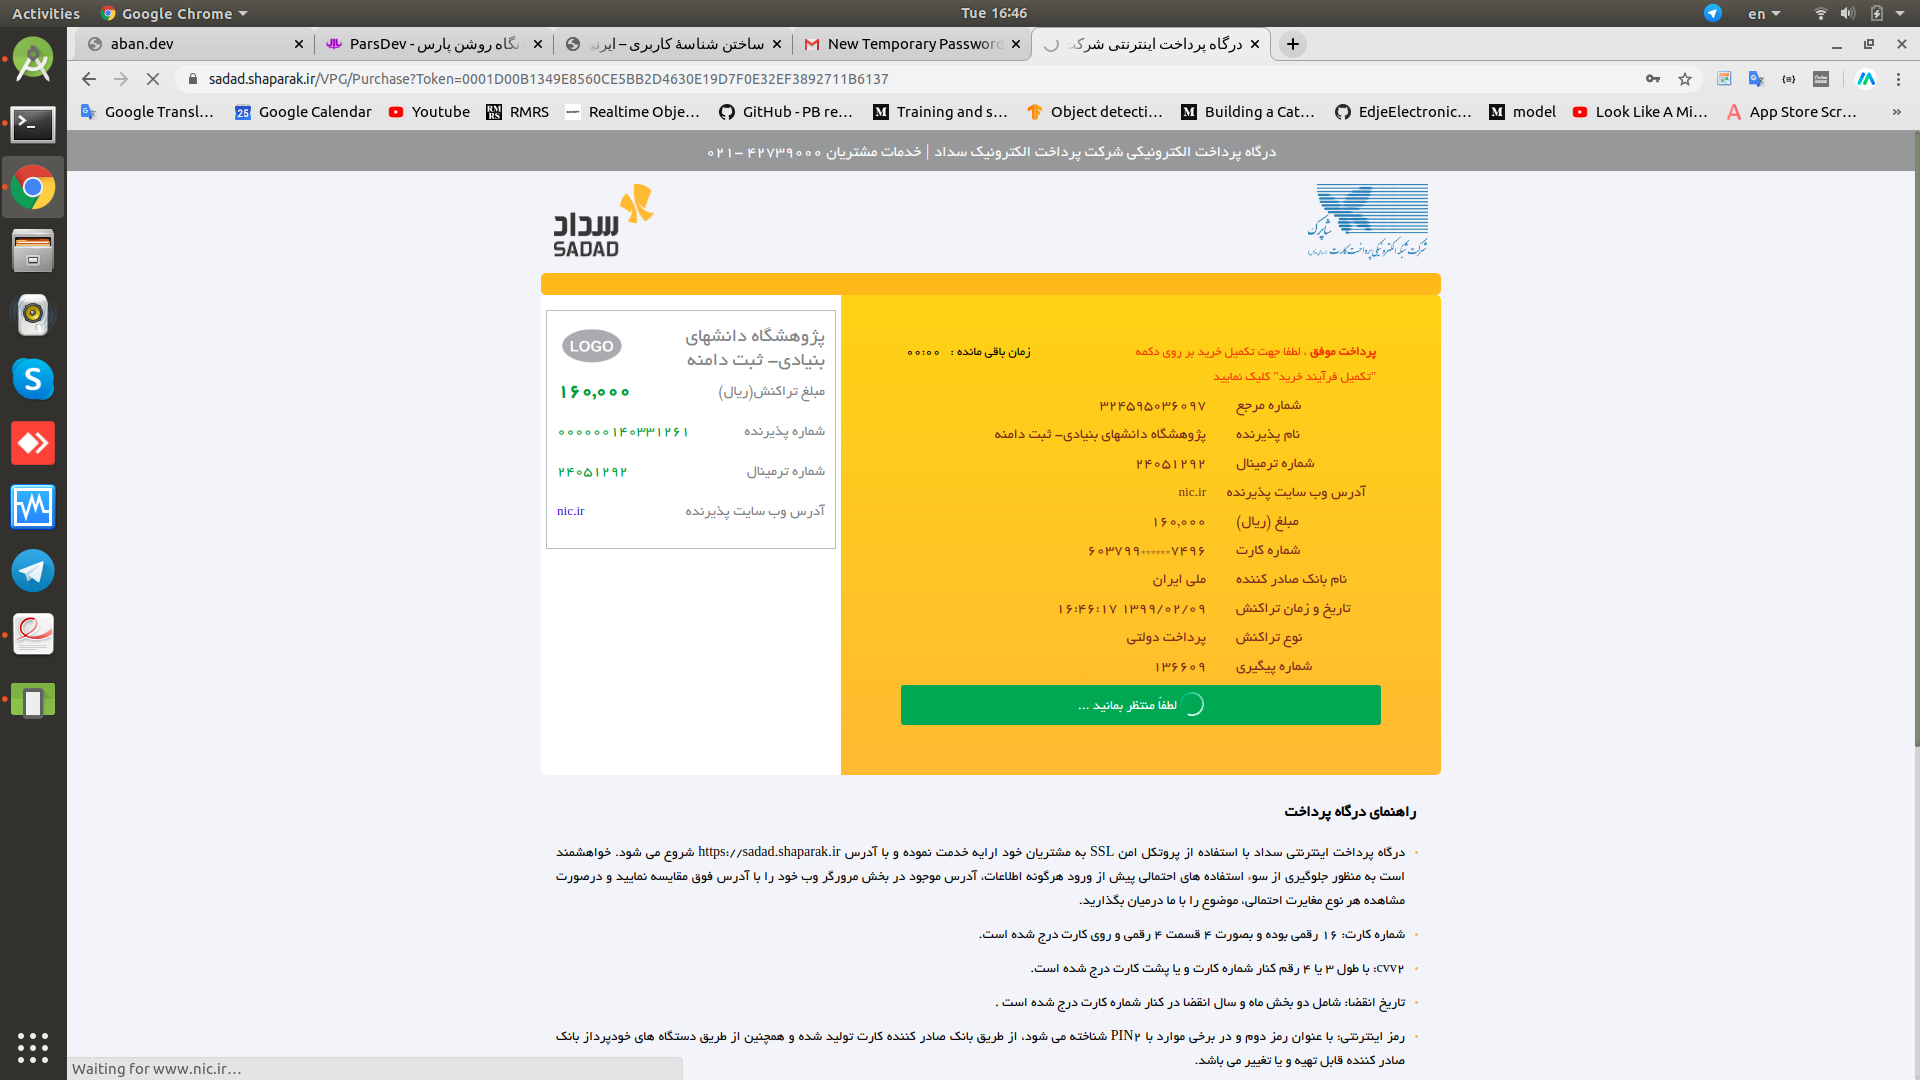 Activities
Google Chrome
Tue 16:46
en
aban.dev
ParsDev - نگاه روشن پارس
ساختن شناسهٔ کاربری – ایرنیـ
New Temporary Password
درگاه پرداخت اینترنتی شرکت
sadad.shaparak.ir/VPG/Purchase?Token=0001D00B1349E8560CE5BB2D4630E19D7F0E32EF3892711B6137
Google Transl...
25
Google Calendar
Youtube
RMRS
Realtime Obje...
GitHub - PB re...
Training and s...
Object detecti...
Building a Cat...
EdjeElectronic...
model
Look Like A Mi...
App Store Scr...
»
درگاه پرداخت الکترونیکی شرکت پرداخت الکترونیک سداد | خدمات مشتریان ۴۲۷۳۹۰۰۰ -۰۲۱
شاپرک
شرکت شبکه الکترونیکی پرداخت کارت
سداد
SADAD
پرداخت موفق ، لطفا جهت تکمیل خرید بر روی دکمه
"تکمیل فرآیند خرید" کلیک نمایید
زمان باقی مانده : ۰۰:۰۰
شماره مرجع ۳۲۴۵۹۵۰۳۶۰۹۷
نام پذیرنده پژوهشگاه دانشهای بنیادی- ثبت دامنه
شماره ترمینال ۲۴۰۵۱۲۹۲
آدرس وب سایت پذیرنده nic.ir
مبلغ (ریال) ۱۶۰,۰۰۰
شماره کارت ۶۰۳۷۹۹******۷۴۹۶
نام بانک صادر کننده ملی ایران
تاریخ و زمان تراکنش ۱۳۹۹/۰۲/۰۹ ۱۶:۴۶:۱۷
نوع تراکنش پرداخت دولتی
شماره پیگیری ۱۳۶۶۰۹
لطفاً منتظر بمانید ...
LOGO
پژوهشگاه دانشهای
بنیادی- ثبت دامنه
مبلغ تراکنش(ریال) ۱۶۰,۰۰۰
شماره پذیرنده ۰۰۰۰۰۰۱۴۰۳۳۱۲۶۱
شماره ترمینال ۲۴۰۵۱۲۹۲
آدرس وب سایت پذیرنده nic.ir
راهنمای درگاه پرداخت
درگاه پرداخت اینترنتی سداد با استفاده از پروتکل امن SSL به مشتریان خود ارایه خدمت نموده و با آدرس https://sadad.shaparak.ir شروع می شود. خواهشمند
است به منظور جلوگیری از سوء استفاده های احتمالی پیش از ورود هرگونه اطلاعات، آدرس موجود در بخش مرورگر وب خود را با آدرس فوق مقایسه نمایید و درصورت
مشاهده هر نوع مغایرت احتمالی، موضوع را با ما درمیان بگذارید.
شماره کارت: ۱۶ رقمی بوده و بصورت ۴ قسمت ۴ رقمی و روی کارت درج شده است.
cvv۲: با طول ۳ یا ۴ رقم کنار شماره کارت و یا پشت کارت درج شده است.
تاریخ انقضا: شامل دو بخش ماه و سال انقضا در کنار شماره کارت درج شده است .
رمز اینترنتی: با عنوان رمز دوم و در برخی موارد با PIN۲ شناخته می شود، از طریق بانک صادر کننده کارت تولید شده و همچنین از طریق دستگاه های خودپرداز بانک
صادر کننده قابل تهیه و یا تغییر می باشد.
Waiting for www.nic.ir...